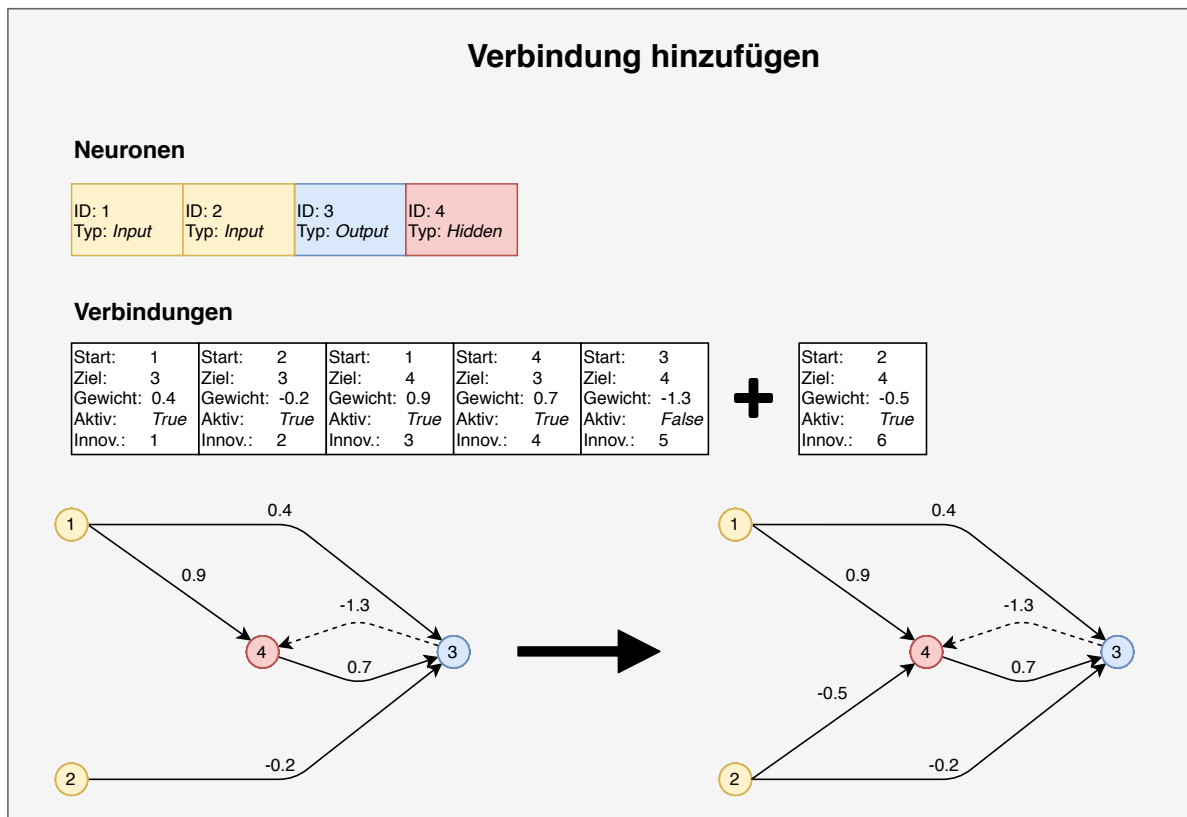 Verbindung hinzufügen
Neuronen
ID: 1 ID: 2 ID: 3 ID: 4
Typ: Input Typ: Input Typ: Output Typ: Hidden
Verbindungen
Start: 1 Start: 2 Start: 1 Start: 4 Start: 3 Start: 2
Ziel: 3 Ziel: 3 Ziel: 4 Ziel: 3 Ziel: 4 Ziel: 4
Gewicht: 0.4 Gewicht: -0.2 Gewicht: 0.9 Gewicht: 0.7 Gewicht: -1.3 Gewicht: -0.5
Aktiv: True Aktiv: True Aktiv: True Aktiv: True Aktiv: False Aktiv: True
Innov.: 1 Innov.: 2 Innov.: 3 Innov.: 4 Innov.: 5 Innov.: 6
0.4 0.4
1 1
0.9 0.9
-1.3 -1.3
4 3 4 3
0.7 0.7
-0.5
-0.2 -0.2
2 2